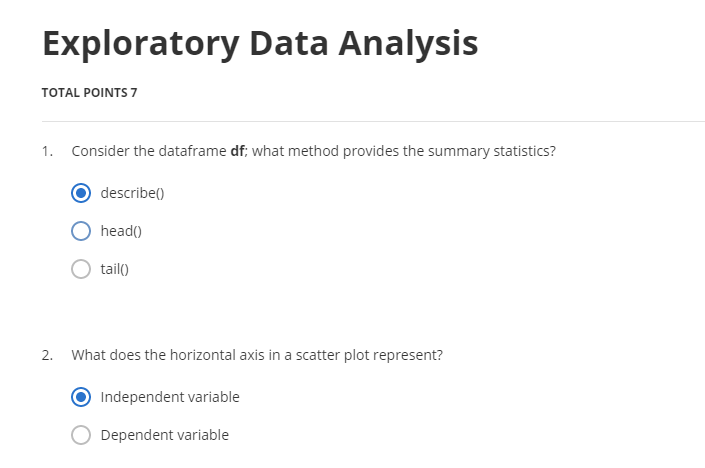 Exploratory Data Analysis
TOTAL POINTS 7
1. Consider the dataframe df; what method provides the summary statistics?
describe()
head()
tail()
2. What does the horizontal axis in a scatter plot represent?
Independent variable
Dependent variable